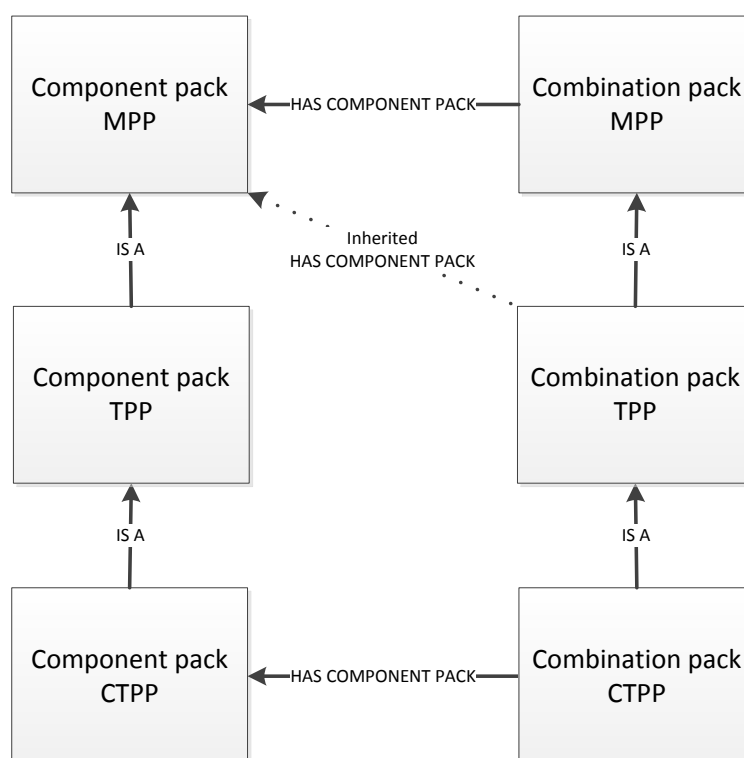 Component pack
MPP
HAS COMPONENT PACK
Combination pack
MPP
IS A
Inherited
HAS COMPONENT PACK
IS A
Component pack
TPP
Combination pack
TPP
IS A
IS A
Component pack
CTPP
HAS COMPONENT PACK
Combination pack
CTPP